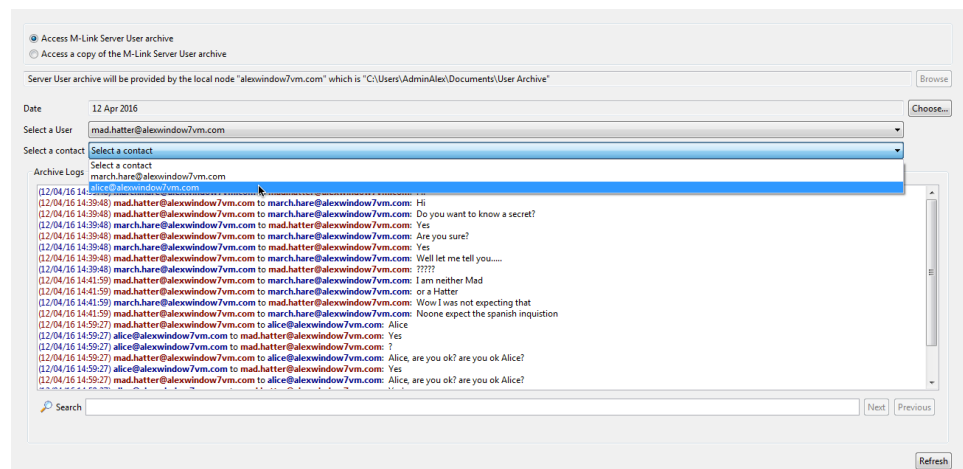 Access M-Link Server User archive
Access a copy of the M-Link Server User archive
Server User archive will be provided by the local node "alexwindow7vm.com" which is "C:\Users\AdminAlex\Documents\User Archive" Browse
Date 12 Apr 2016 Choose...
Select a User mad.hatter@alexwindow7vm.com
Select a contact Select a contact
Select a contact
march.hare@alexwindow7vm.com
Archive Logs
alice@alexwindow7vm.com
(12/04/16 14:
(12/04/16 14:39:48) mad.hatter@alexwindow7vm.com to march.hare@alexwindow7vm.com: Hi
(12/04/16 14:39:48) mad.hatter@alexwindow7vm.com to march.hare@alexwindow7vm.com: Do you want to know a secret?
(12/04/16 14:39:48) march.hare@alexwindow7vm.com to mad.hatter@alexwindow7vm.com: Yes
(12/04/16 14:39:48) mad.hatter@alexwindow7vm.com to march.hare@alexwindow7vm.com: Are you sure?
(12/04/16 14:39:48) march.hare@alexwindow7vm.com to mad.hatter@alexwindow7vm.com: Yes
(12/04/16 14:39:48) mad.hatter@alexwindow7vm.com to march.hare@alexwindow7vm.com: Well let me tell you.....
(12/04/16 14:39:48) march.hare@alexwindow7vm.com to mad.hatter@alexwindow7vm.com: ?????
(12/04/16 14:41:59) mad.hatter@alexwindow7vm.com to march.hare@alexwindow7vm.com: I am neither Mad
(12/04/16 14:41:59) mad.hatter@alexwindow7vm.com to march.hare@alexwindow7vm.com: or a Hatter
(12/04/16 14:41:59) march.hare@alexwindow7vm.com to mad.hatter@alexwindow7vm.com: Wow I was not expecting that
(12/04/16 14:41:59) mad.hatter@alexwindow7vm.com to march.hare@alexwindow7vm.com: Noone expect the spanish inquistion
(12/04/16 14:59:27) mad.hatter@alexwindow7vm.com to alice@alexwindow7vm.com: Alice
(12/04/16 14:59:27) alice@alexwindow7vm.com to mad.hatter@alexwindow7vm.com: Yes
(12/04/16 14:59:27) alice@alexwindow7vm.com to mad.hatter@alexwindow7vm.com: ?
(12/04/16 14:59:27) mad.hatter@alexwindow7vm.com to alice@alexwindow7vm.com: Alice, are you ok? are you ok Alice?
(12/04/16 14:59:27) alice@alexwindow7vm.com to mad.hatter@alexwindow7vm.com: Yes
(12/04/16 14:59:27) mad.hatter@alexwindow7vm.com to alice@alexwindow7vm.com: Alice, are you ok? are you ok Alice?
Search Next Previous
Refresh